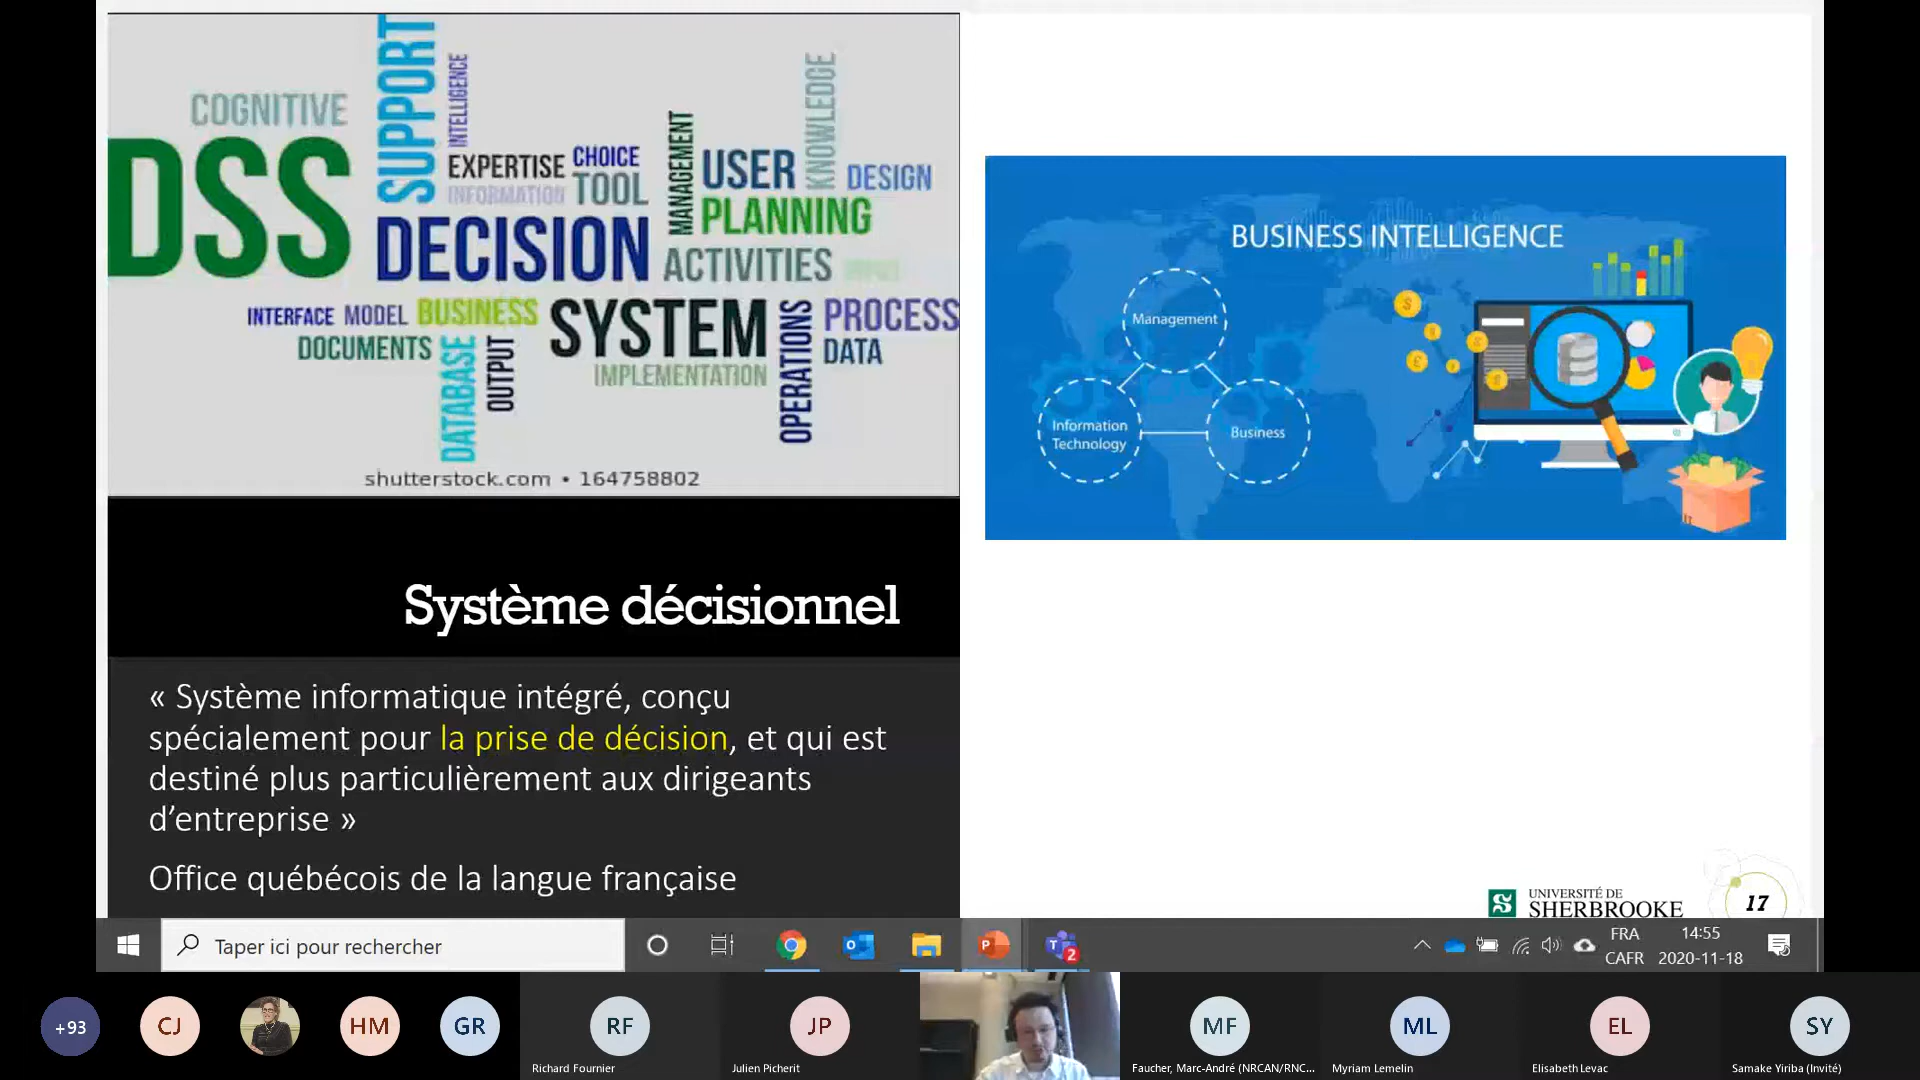 COGNITIVE
DSS
SUPPORT
INTELLIGENCE
EXPERTISE
CHOICE
INFORMATION
TOOL
DECISION
MANAGEMENT
USER
KNOWLEDGE
DESIGN
PLANNING
ACTIVITIES
INTERFACE
MODEL
BUSINESS
SYSTEM
OPERATIONS
PROCESS
DOCUMENTS
DATABASE
OUTPUT
IMPLEMENTATION
DATA
shutterstock.com • 164758802
BUSINESS INTELLIGENCE
Management
Information
Technology
Business
Système décisionnel
« Système informatique intégré, conçu
spécialement pour la prise de décision, et qui est
destiné plus particulièrement aux dirigeants
d’entreprise »
Office québécois de la langue française
UNIVERSITÉ DE
SHERBROOKE
17
Taper ici pour rechercher
2
FRA
CAFR
14:55
2020-11-18
+93
CJ
HM
GR
RF
Richard Fournier
JP
Julien Picherit
MF
Faucher, Marc-André (NRCAN/RNC...
ML
Myriam Lemelin
EL
Elisabeth Levac
SY
Samake Yiriba (Invité)